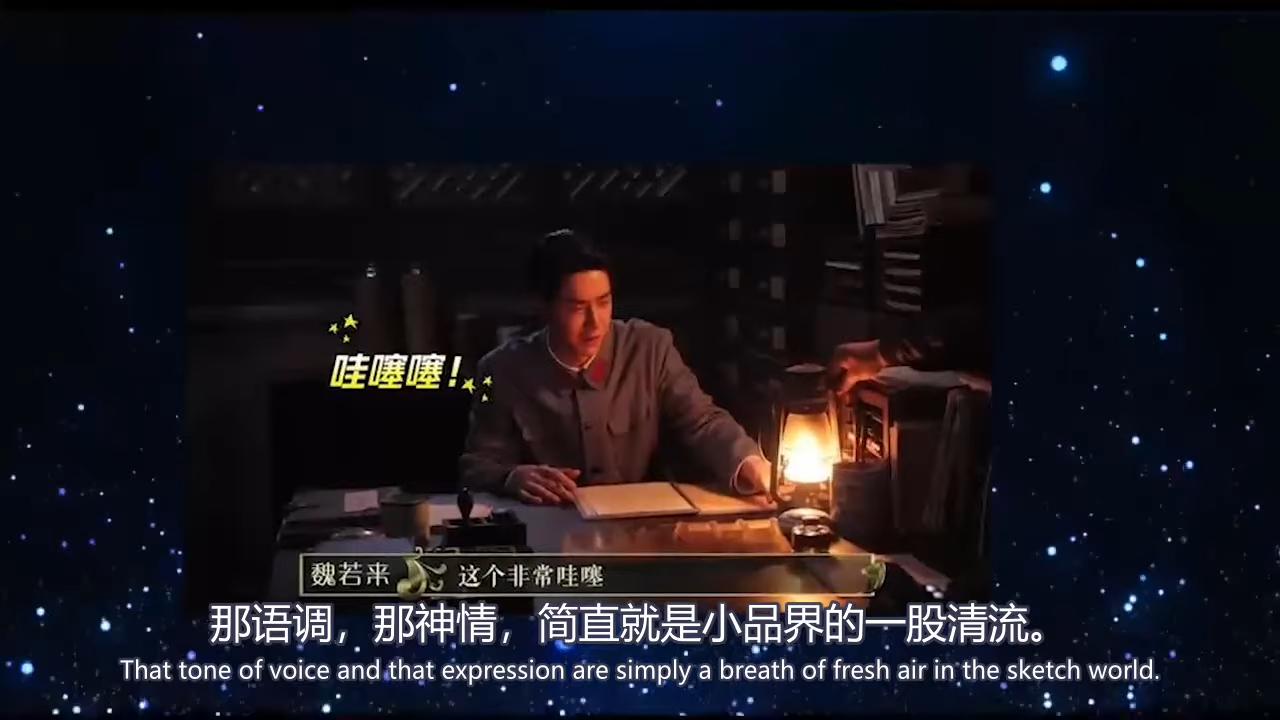 哇噻噻！
魏若来 这个非常哇噻
那语调，那神情，简直就是小品界的一股清流。
That tone of voice and that expression are simply a breath of fresh air in the sketch world.